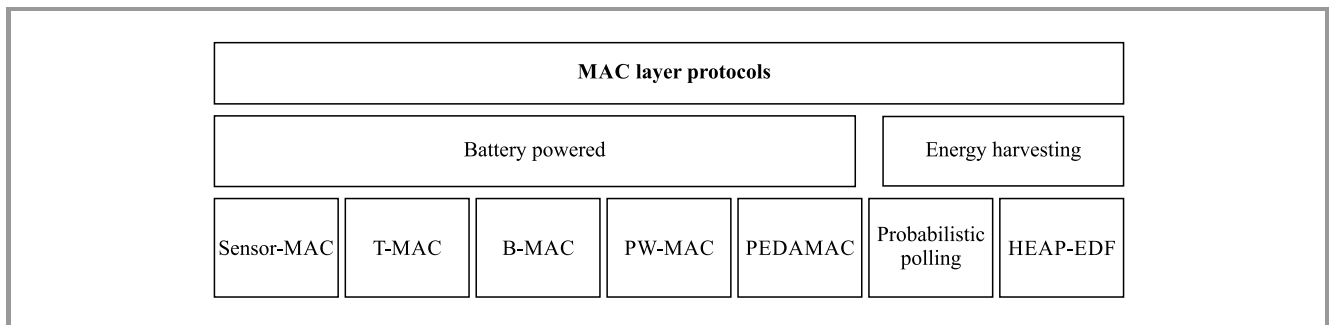 MAC layer protocols
Battery powered
Energy harvesting
Sensor-MAC
T-MAC
B-MAC
PW-MAC
PEDAMAC
Probabilistic
polling
HEAP-EDF